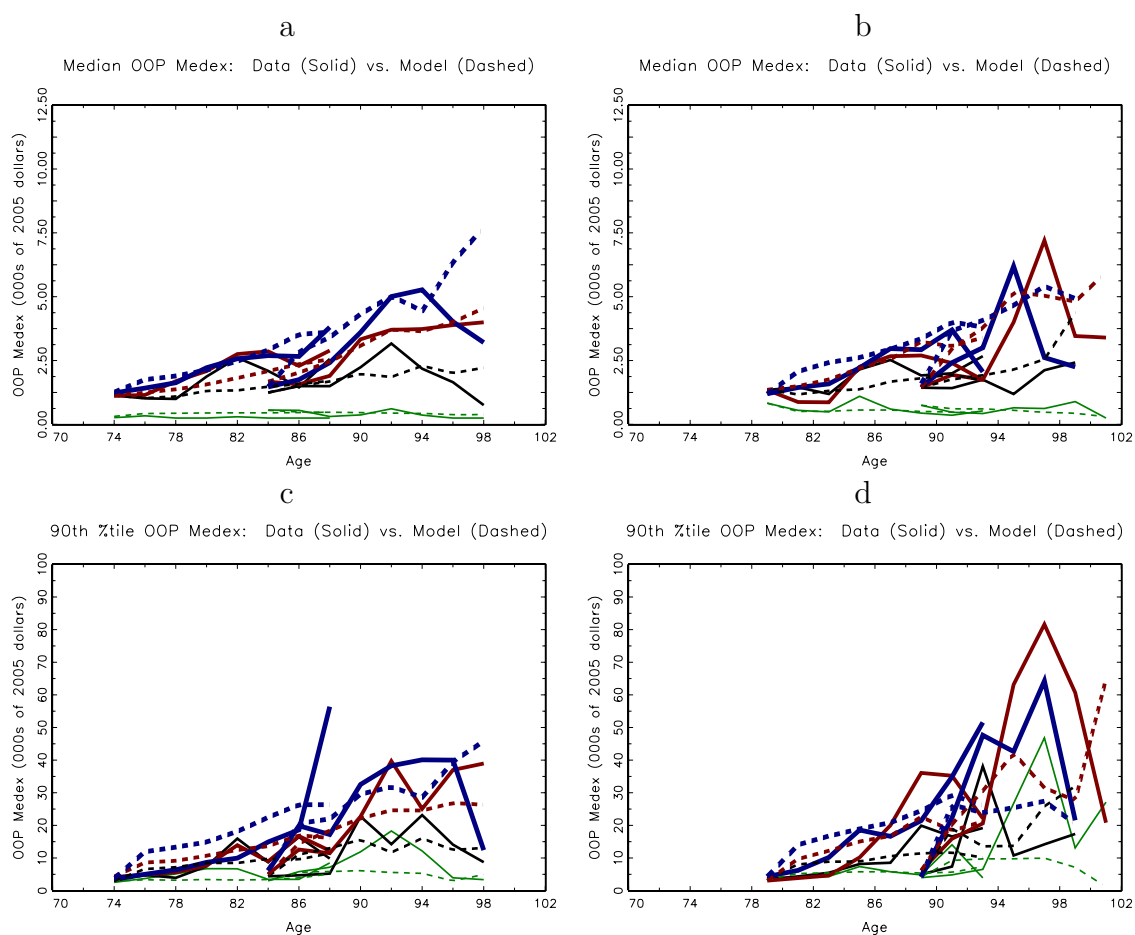 a
Median OOP Medex: Data (Solid) vs. Model (Dashed)
OOP Medex (000s of 2005 dollars)
0.00 2.50 5.00 7.50 10.00 12.50
70 74 78 82 86 90 94 98 102
Age
b
Median OOP Medex: Data (Solid) vs. Model (Dashed)
OOP Medex (000s of 2005 dollars)
0.00 2.50 5.00 7.50 10.00 12.50
70 74 78 82 86 90 94 98 102
Age
c
90th %tile OOP Medex: Data (Solid) vs. Model (Dashed)
OOP Medex (000s of 2005 dollars)
0 10 20 30 40 50 60 70 80 90 100
70 74 78 82 86 90 94 98 102
Age
d
90th %tile OOP Medex: Data (Solid) vs. Model (Dashed)
OOP Medex (000s of 2005 dollars)
0 10 20 30 40 50 60 70 80 90 100
70 74 78 82 86 90 94 98 102
Age